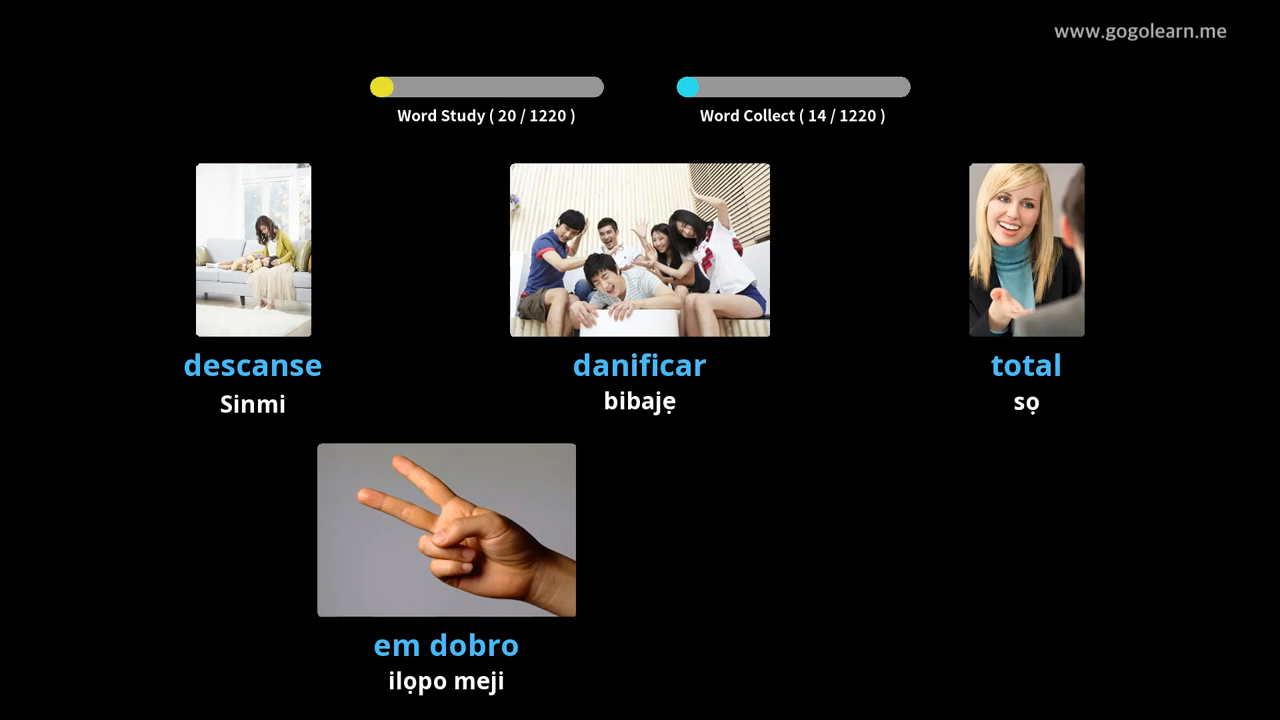 www.gogolearn.me
Word Study ( 20 / 1220 )
Word Collect ( 14 / 1220 )
descanse
Sinmi
danificar
bibajẹ
total
sọ
em dobro
ilọpo meji